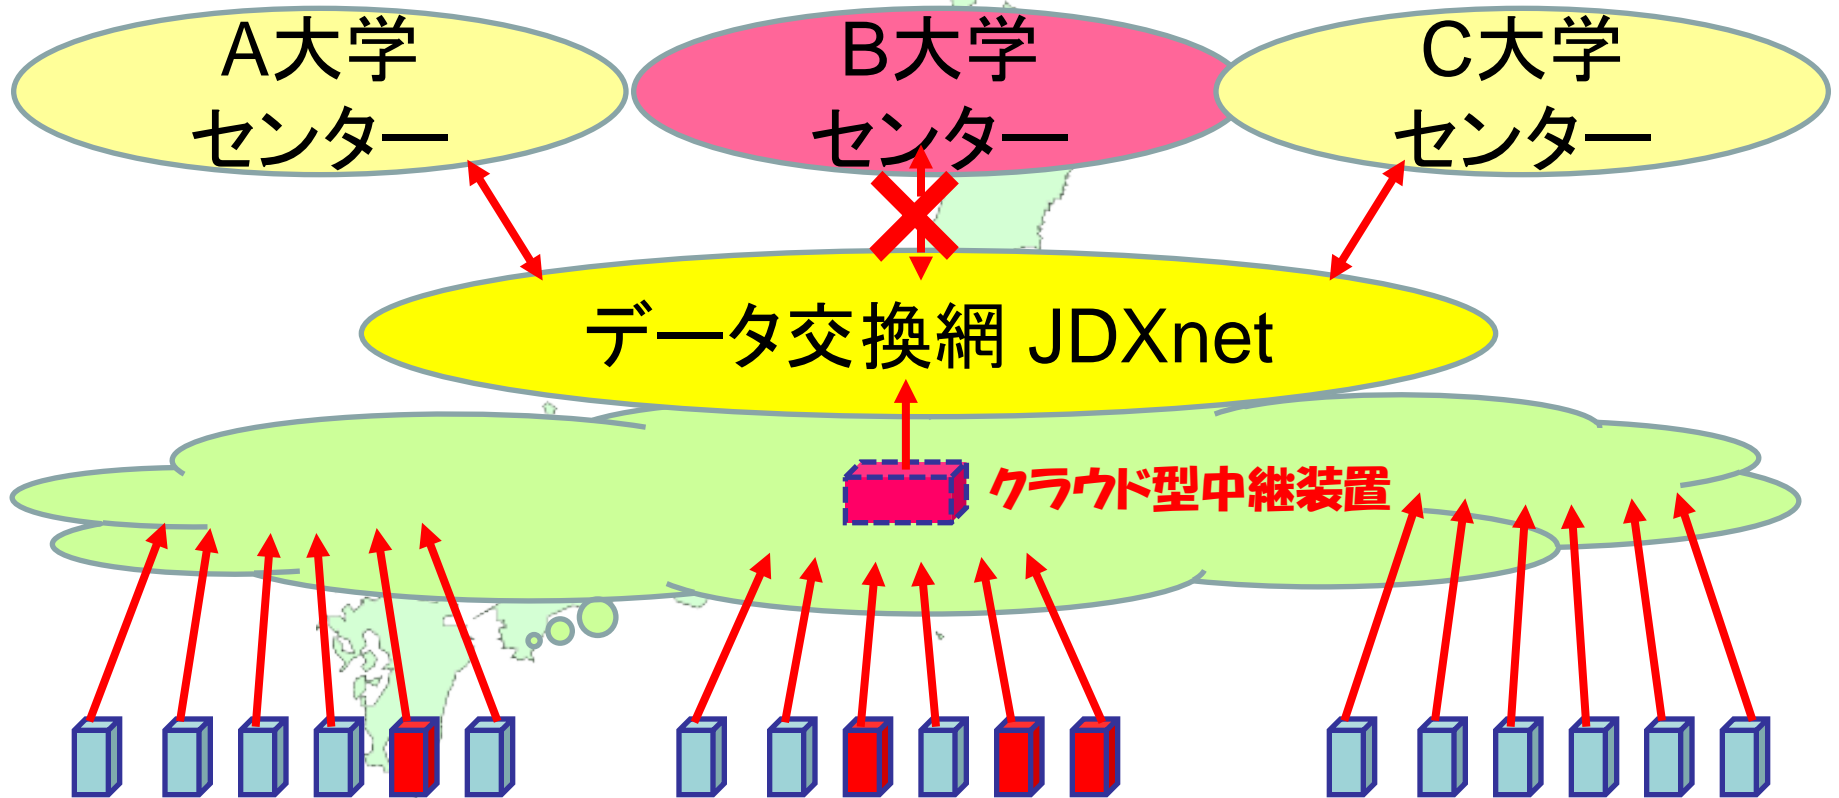 A大学
センター
B大学
センター
C大学
センター
データ交換網 JDXnet
クラウド型中継装置